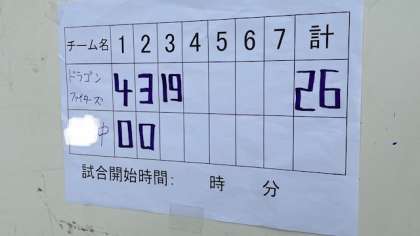 チーム名 1 2 3 4 5 6 7 計
ドラゴン
ファイターズ 4 3 19 26
中 0 0
試合開始時間: 時 分